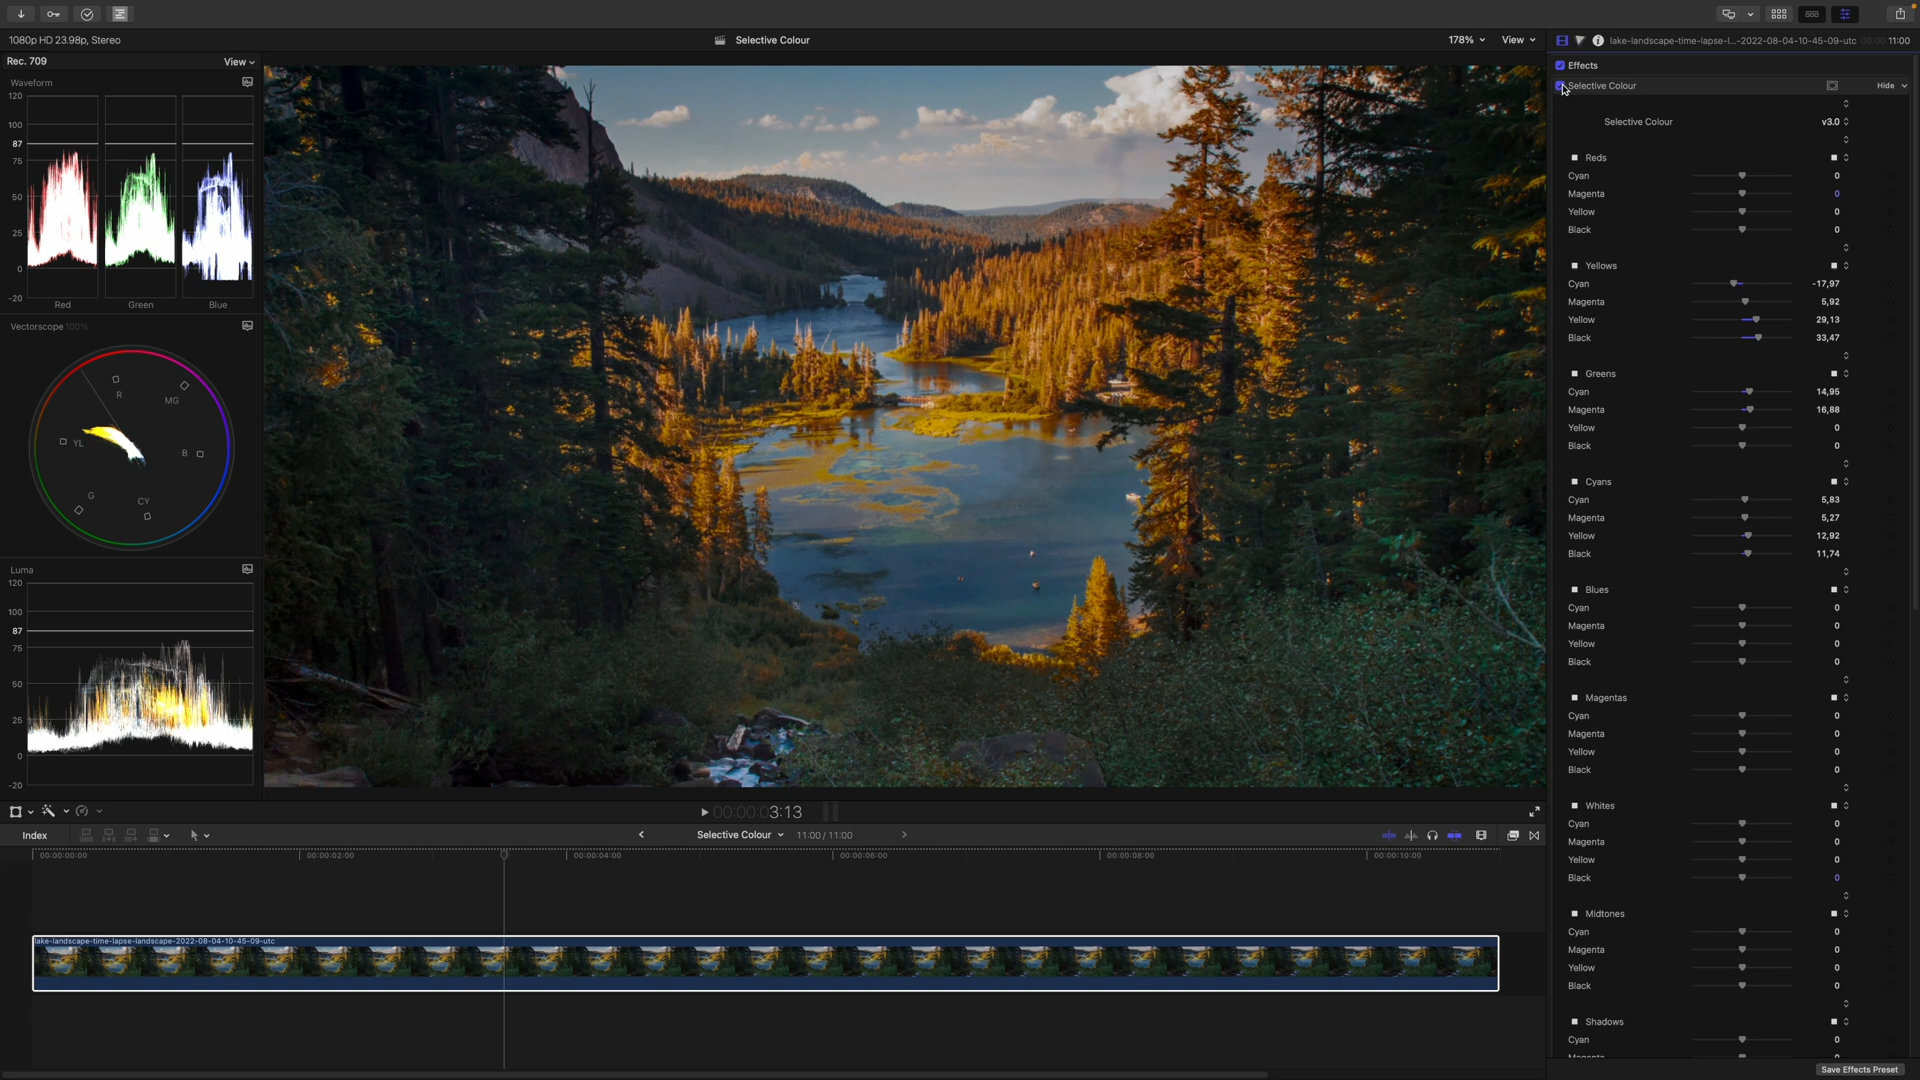 1080p HD 23.98p, Stereo
Selective Colour
178%
View
lake-landscape-time-lapse-l...-2022-08-04-10-45-09-utc
11:00
Rec. 709
View
Effects
Selective Colour
Hide
Selective Colour
v3.0
Waveform
120
100
87
75
50
25
0
-20
Red
Green
Blue
Vectorscope 100%
R
MG
YL
B
G
CY
Luma
120
100
87
75
50
25
0
-20
Reds
Cyan 0
Magenta 0
Yellow 0
Black 0
Yellows
Cyan -17,97
Magenta 5,92
Yellow 29,13
Black 33,47
Greens
Cyan 14,95
Magenta 16,88
Yellow 0
Black 0
Cyans
Cyan 5,83
Magenta 5,27
Yellow 12,92
Black 11,74
Blues
Cyan 0
Magenta 0
Yellow 0
Black 0
Magentas
Cyan 0
Magenta 0
Yellow 0
Black 0
Whites
Cyan 0
Magenta 0
Yellow 0
Black 0
Midtones
Cyan 0
Magenta 0
Yellow 0
Black 0
Shadows
Cyan 0
Magenta 0
00:00:03:13
Index
Selective Colour
11:00 / 11:00
00:00:00:00
00:00:02:00
00:00:04:00
00:00:06:00
00:00:08:00
00:00:10:00
lake-landscape-time-lapse-landscape-2022-08-04-10-45-09-utc
Save Effects Preset